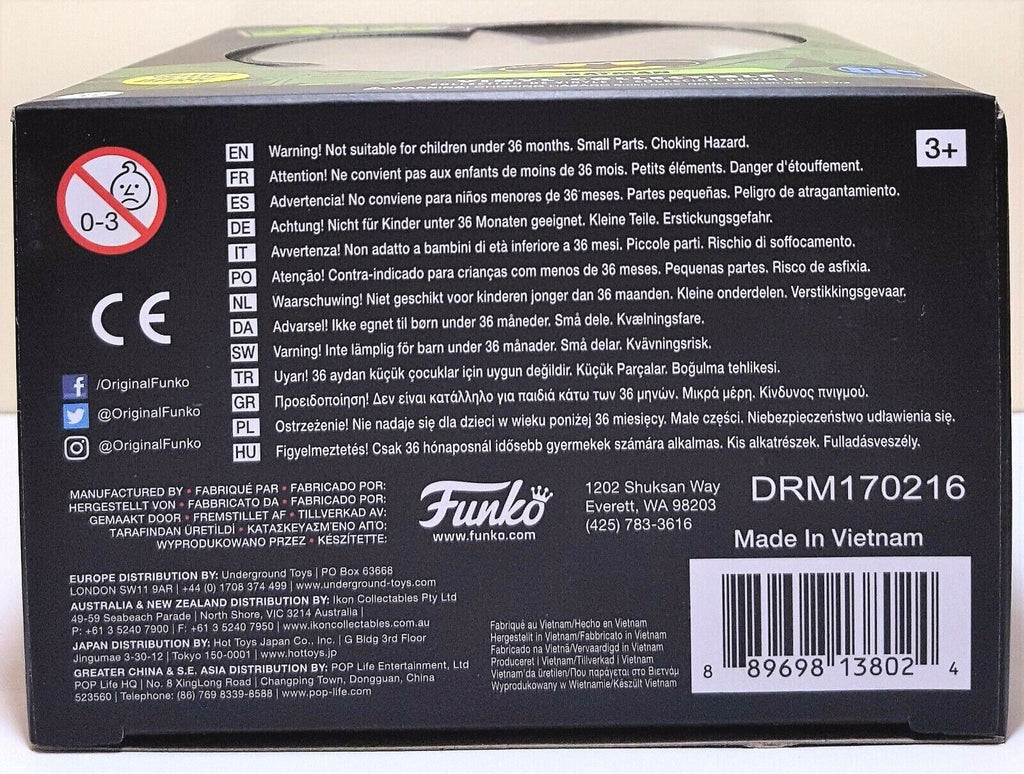 0-3
EN Warning! Not suitable for children under 36 months. Small Parts. Choking Hazard.
3+
FR Attention! Ne convient pas aux enfants de moins de 36 mois. Petits éléments. Danger d'étouffement.
ES Advertencia! No conviene para niños menores de 36 meses. Partes pequeñas. Peligro de atragantamiento.
DE Achtung! Nicht für Kinder unter 36 Monaten geeignet. Kleine Teile. Erstickungsgefahr.
IT Avvertenza! Non adatto a bambini di età inferiore a 36 mesi. Piccole parti. Rischio di soffocamento.
PO Atenção! Contra-indicado para crianças com menos de 36 meses. Pequenas partes. Risco de asfixia.
NL Waarschuwing! Niet geschikt voor kinderen jonger dan 36 maanden. Kleine onderdelen. Verstikkingsgevaar.
DA Advarsel! Ikke egnet til børn under 36 måneder. Små dele. Kvælningsfare.
SW Varning! Inte lämplig för barn under 36 månader. Små delar. Kvävningsrisk.
TR Uyarı! 36 aydan küçük çocuklar için uygun değildir. Küçük Parçalar. Boğulma tehlikesi.
GR Προειδοποίηση! Δεν είναι κατάλληλο για παιδιά κάτω των 36 μηνών. Μικρά μέρη. Κίνδυνος πνιγμού.
PL Ostrzeżenie! Nie nadaje się dla dzieci w wieku poniżej 36 miesięcy. Małe części. Niebezpieczeństwo udławienia się.
HU Figyelmeztetés! Csak 36 hónaposnál idősebb gyermekek számára alkalmas. Kis alkatrészek. Fulladásveszély.
CE
/OriginalFunko
@OriginalFunko
@OriginalFunko
MANUFACTURED BY • FABRIQUÉ PAR • FABRICADO POR:
HERGESTELLT VON • FABBRICATO DA • FABRICADO POR:
GEMAAKT DOOR • FREMSTILLET AF • TILLVERKAD AV:
TARAFINDAN ÜRETİLDİ • ΚΑΤΑΣΚΕΥΑΣΜΈΝΟ ΑΠΌ:
WYPRODUKOWANO PRZEZ • KÉSZÍTETTE:
Funko
www.funko.com
1202 Shuksan Way
Everett, WA 98203
(425) 783-3616
DRM170216
Made In Vietnam
EUROPE DISTRIBUTION BY: Underground Toys | PO Box 63668
LONDON SW11 9AR | +44 (0) 1708 374 499 | www.underground-toys.com
AUSTRALIA & NEW ZEALAND DISTRIBUTION BY: Ikon Collectables Pty Ltd
49-59 Seabeach Parade | North Shore, VIC 3214 Australia |
P: +61 3 5240 7900 | F: +61 3 5240 7950 | www.ikoncollectables.com.au
JAPAN DISTRIBUTION BY: Hot Toys Japan Co., Inc. | G Bldg 3rd Floor
Jingumae 3-30-12 | Tokyo 150-0001 | www.hottoys.jp
GREATER CHINA & S.E. ASIA DISTRIBUTION BY: POP Life Entertainment, Ltd
POP Life HQ | No. 8 XingLong Road | Changping Town, Dongguan, China
523560 | Telephone: (86) 769 8339-8588 | www.pop-life.com
Fabriqué au Vietnam/Hecho en Vietnam
Hergestellt in Vietnam/Fabbricato in Vietnam
Fabricado na Vietnã/Vervaardigd in Vietnam
Produceret i Vietnam/Tillverkad i Vietnam
Vietnam'da üretilen/Που παράγεται στο Βιετνάμ
Wyprodukowany w Wietnamie/Készült Vietnam
8 89698 13802 4